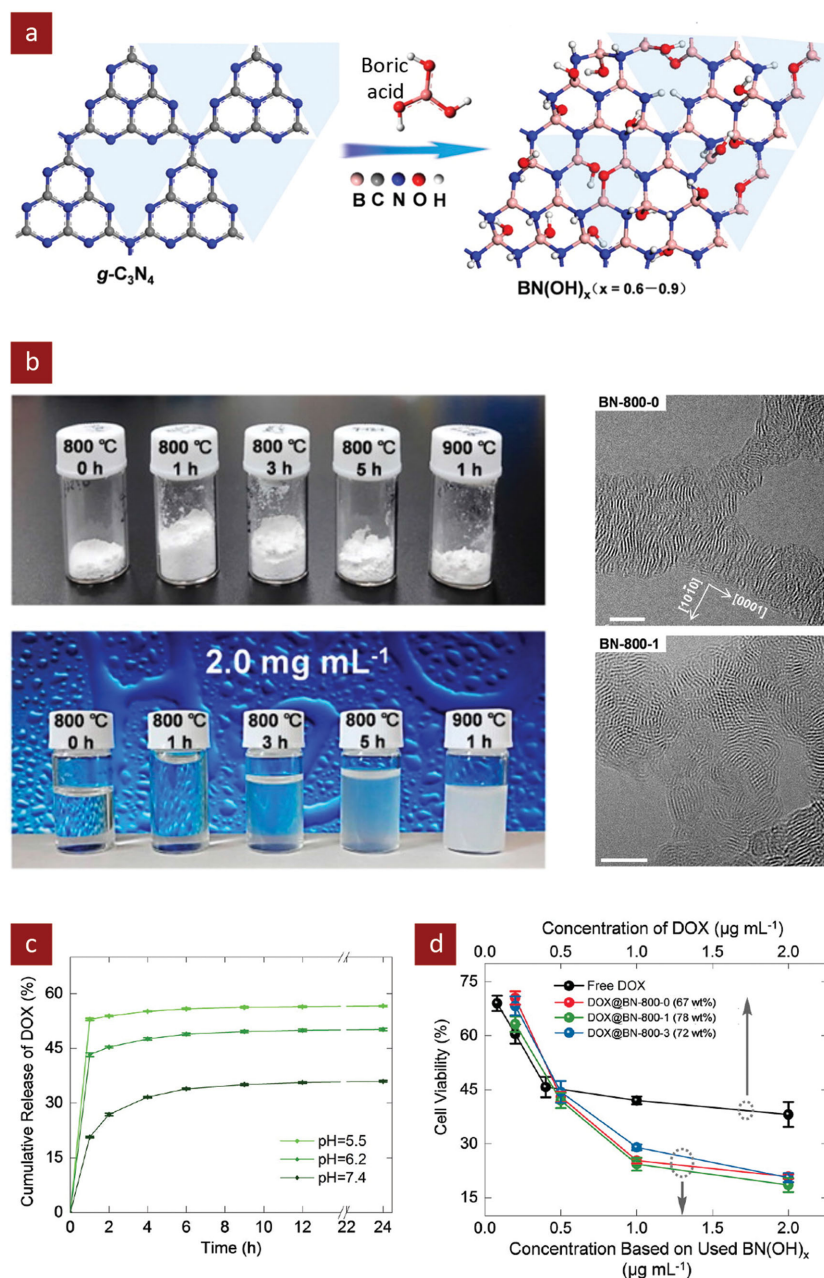 a
Boric
acid
B C N O H
g-C₃N₄
BN(OH)ₓ (x = 0.6−0.9)
b
800 ℃
0 h
800 ℃
1 h
800 ℃
3 h
800 ℃
5 h
900 ℃
1 h
2.0 mg mL⁻¹
800 ℃
0 h
800 ℃
1 h
800 ℃
3 h
800 ℃
5 h
900 ℃
1 h
BN-800-0
[101̄0]
[0001]
BN-800-1
c
Cumulative Release of DOX (%)
60
45
30
15
0
pH=5.5
pH=6.2
pH=7.4
0 2 4 6 8 10 12 22 24
Time (h)
d
Concentration of DOX (µg mL⁻¹)
0.0 0.5 1.0 1.5 2.0
Cell Viability (%)
75
60
45
30
15
Free DOX
DOX@BN-800-0 (67 wt%)
DOX@BN-800-1 (78 wt%)
DOX@BN-800-3 (72 wt%)
0.0 0.5 1.0 1.5 2.0
Concentration Based on Used BN(OH)ₓ
(µg mL⁻¹)